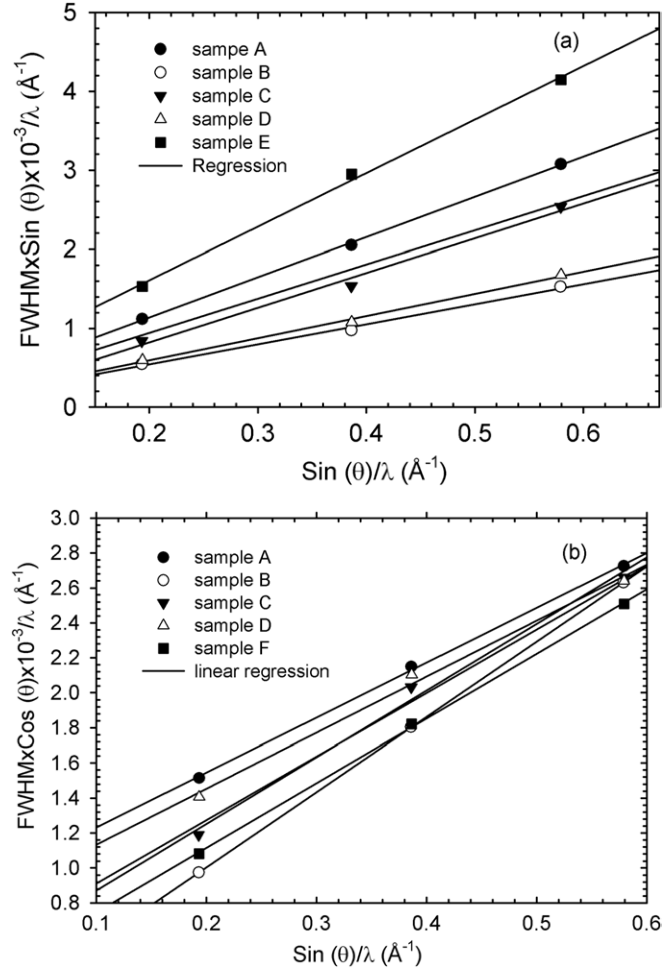 (a)
sampe A
sample B
sample C
sample D
sample E
Regression
FWHMxSin (θ)x10⁻³/λ (Å⁻¹)
5
4
3
2
1
0
0.2 0.3 0.4 0.5 0.6
Sin (θ)/λ (Å⁻¹)
(b)
sample A
sample B
sample C
sample D
sample F
linear regression
FWHMxCos (θ)x10⁻³/λ (Å⁻¹)
3.0
2.8
2.6
2.4
2.2
2.0
1.8
1.6
1.4
1.2
1.0
0.8
0.1 0.2 0.3 0.4 0.5 0.6
Sin (θ)/λ (Å⁻¹)